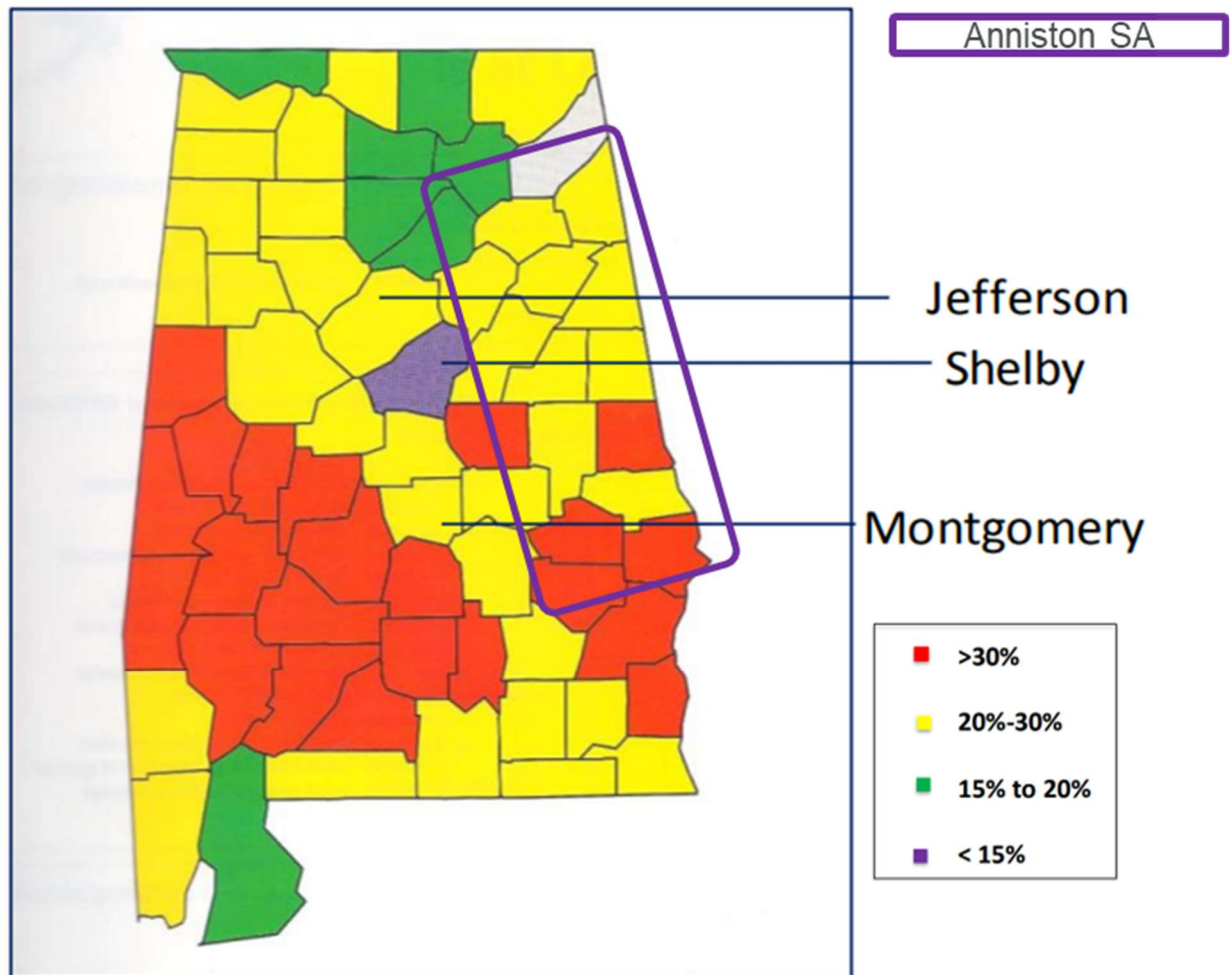 Anniston SA
Jefferson
Shelby
Montgomery
>30%
20%-30%
15% to 20%
< 15%